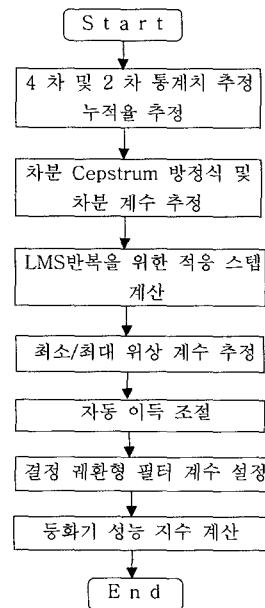 Start
4 차 및 2 차 통계치 추정
누적율 추정
차분 Cepstrum 방정식 및
차분 계수 추정
LMS반복을 위한 적응 스텝
계산
최소/최대 위상 계수 추정
자동 이득 조절
결정 궤환형 필터 계수 설정
등화기 성능 지수 계산
End